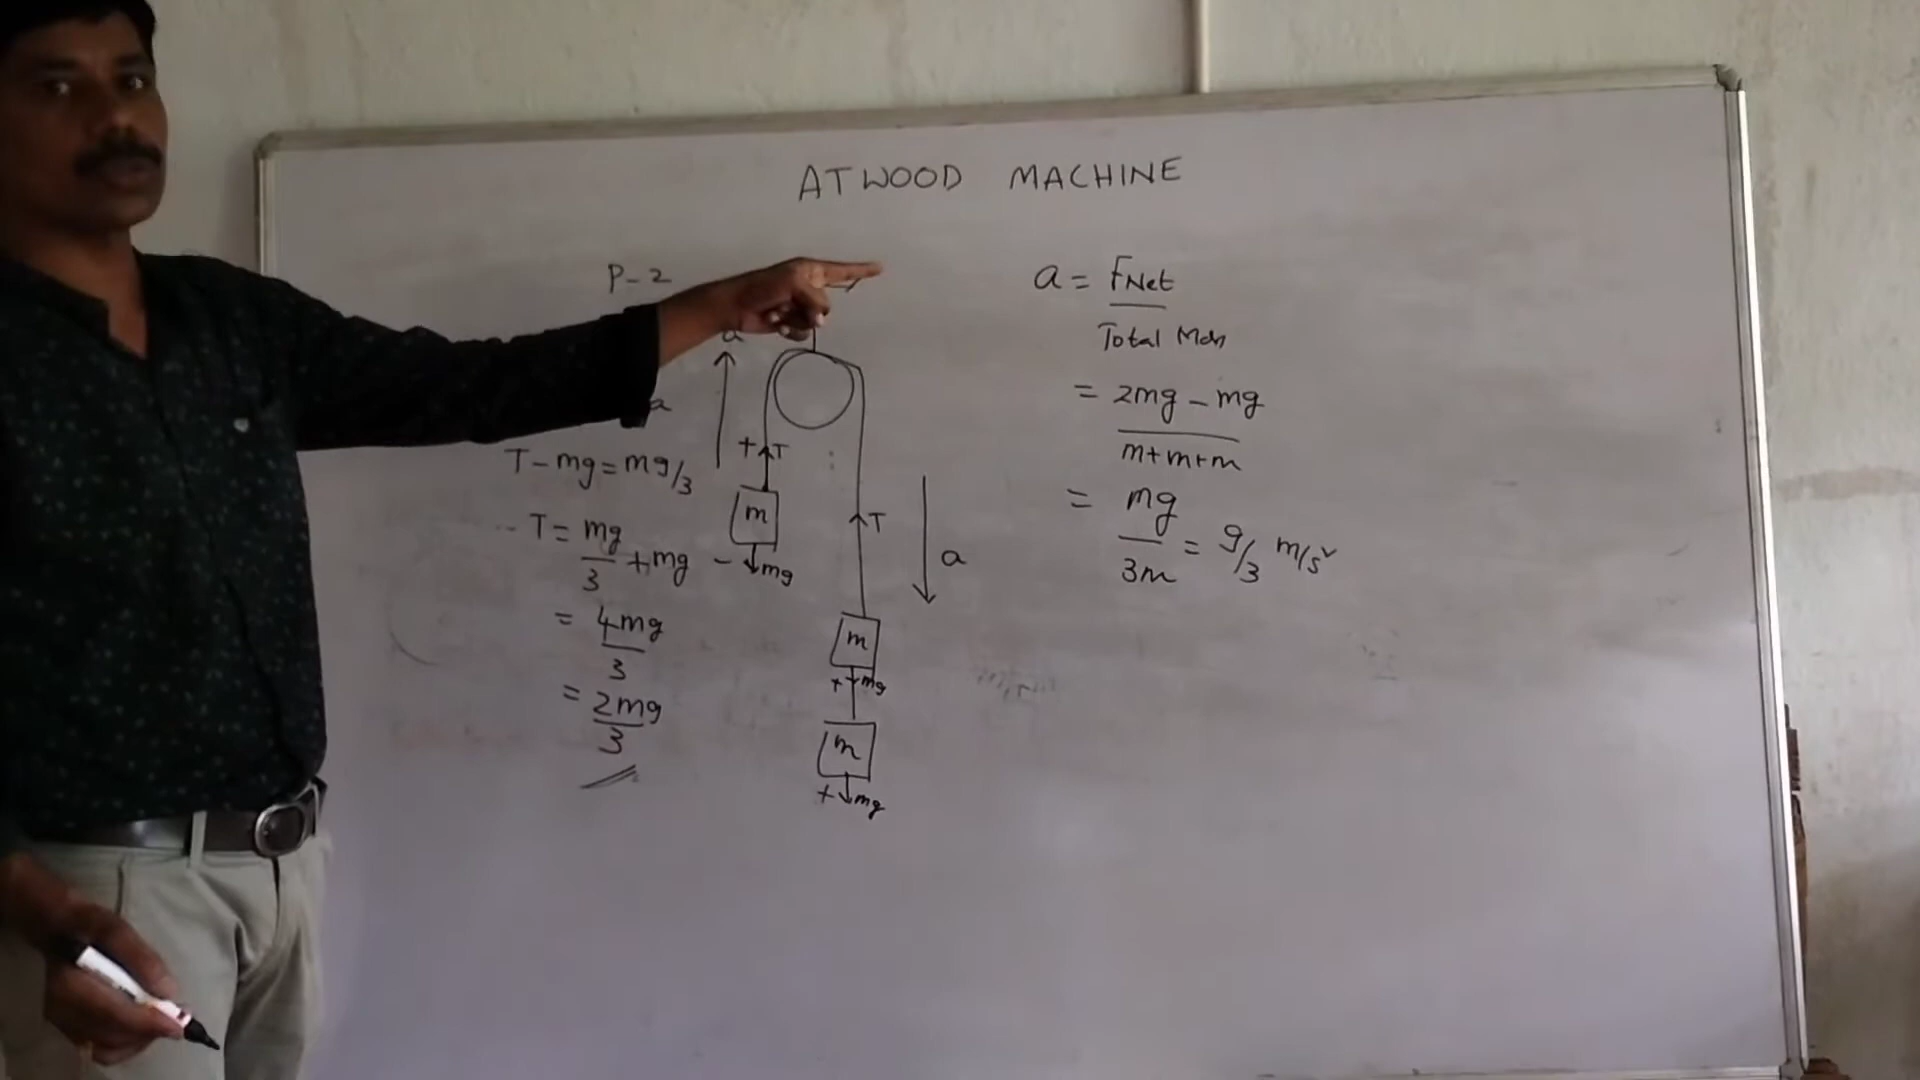 ATWOOD MACHINE
P-2
a
a
T-mg=mg/3
T= mg/3 +mg
= 4mg/3
= 2mg/3
+ T
m
- mg
T
a
m
+ mg
m
+ mg
a = FNet
Total
= 2mg - mg
m+m+m
= mg
3m
= g/3 m/s²